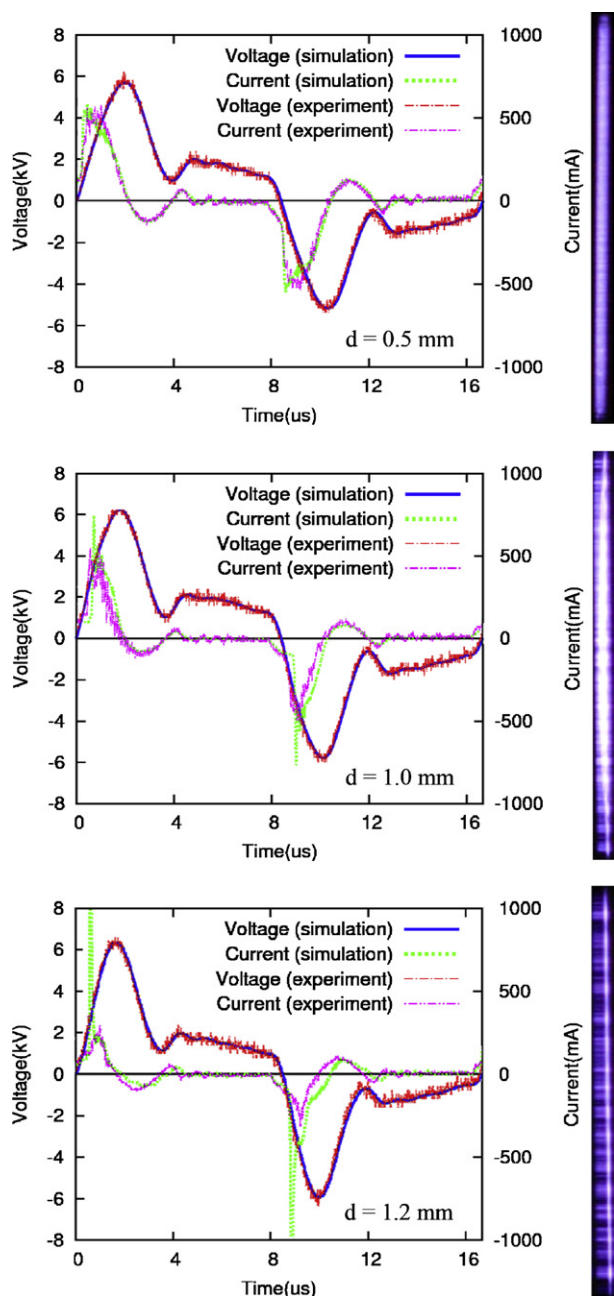 8
6
4
2
0
-2
-4
-6
-8
Voltage(kV)
Voltage (simulation)
Current (simulation)
Voltage (experiment)
Current (experiment)
d = 0.5 mm
1000
500
0
-500
-1000
Current(mA)
0 4 8 12 16
Time(us)
8
6
4
2
0
-2
-4
-6
-8
Voltage(kV)
Voltage (simulation)
Current (simulation)
Voltage (experiment)
Current (experiment)
d = 1.0 mm
1000
500
0
-500
-1000
Current(mA)
0 4 8 12 16
Time(us)
8
6
4
2
0
-2
-4
-6
-8
Voltage(kV)
Voltage (simulation)
Current (simulation)
Voltage (experiment)
Current (experiment)
d = 1.2 mm
1000
500
0
-500
-1000
Current(mA)
0 4 8 12 16
Time(us)